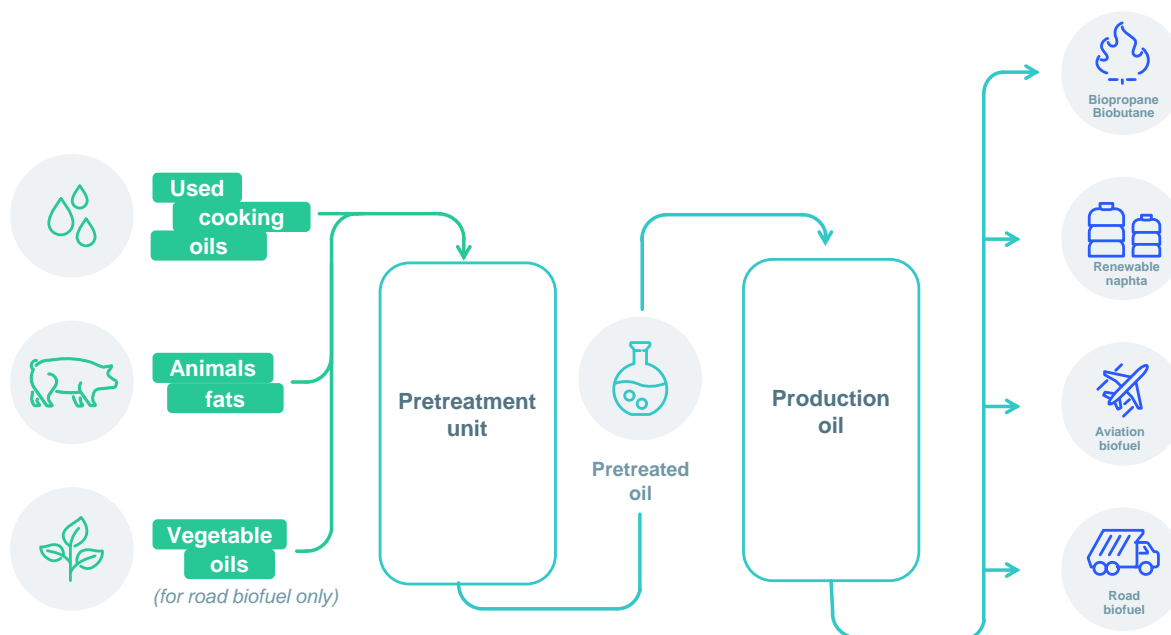 Used
cooking
oils
Animals
fats
Vegetable
oils
(for road biofuel only)
Pretreatment
unit
Pretreated
oil
Production
oil
Biopropane
Biobutane
Renewable
naphta
Aviation
biofuel
Road
biofuel